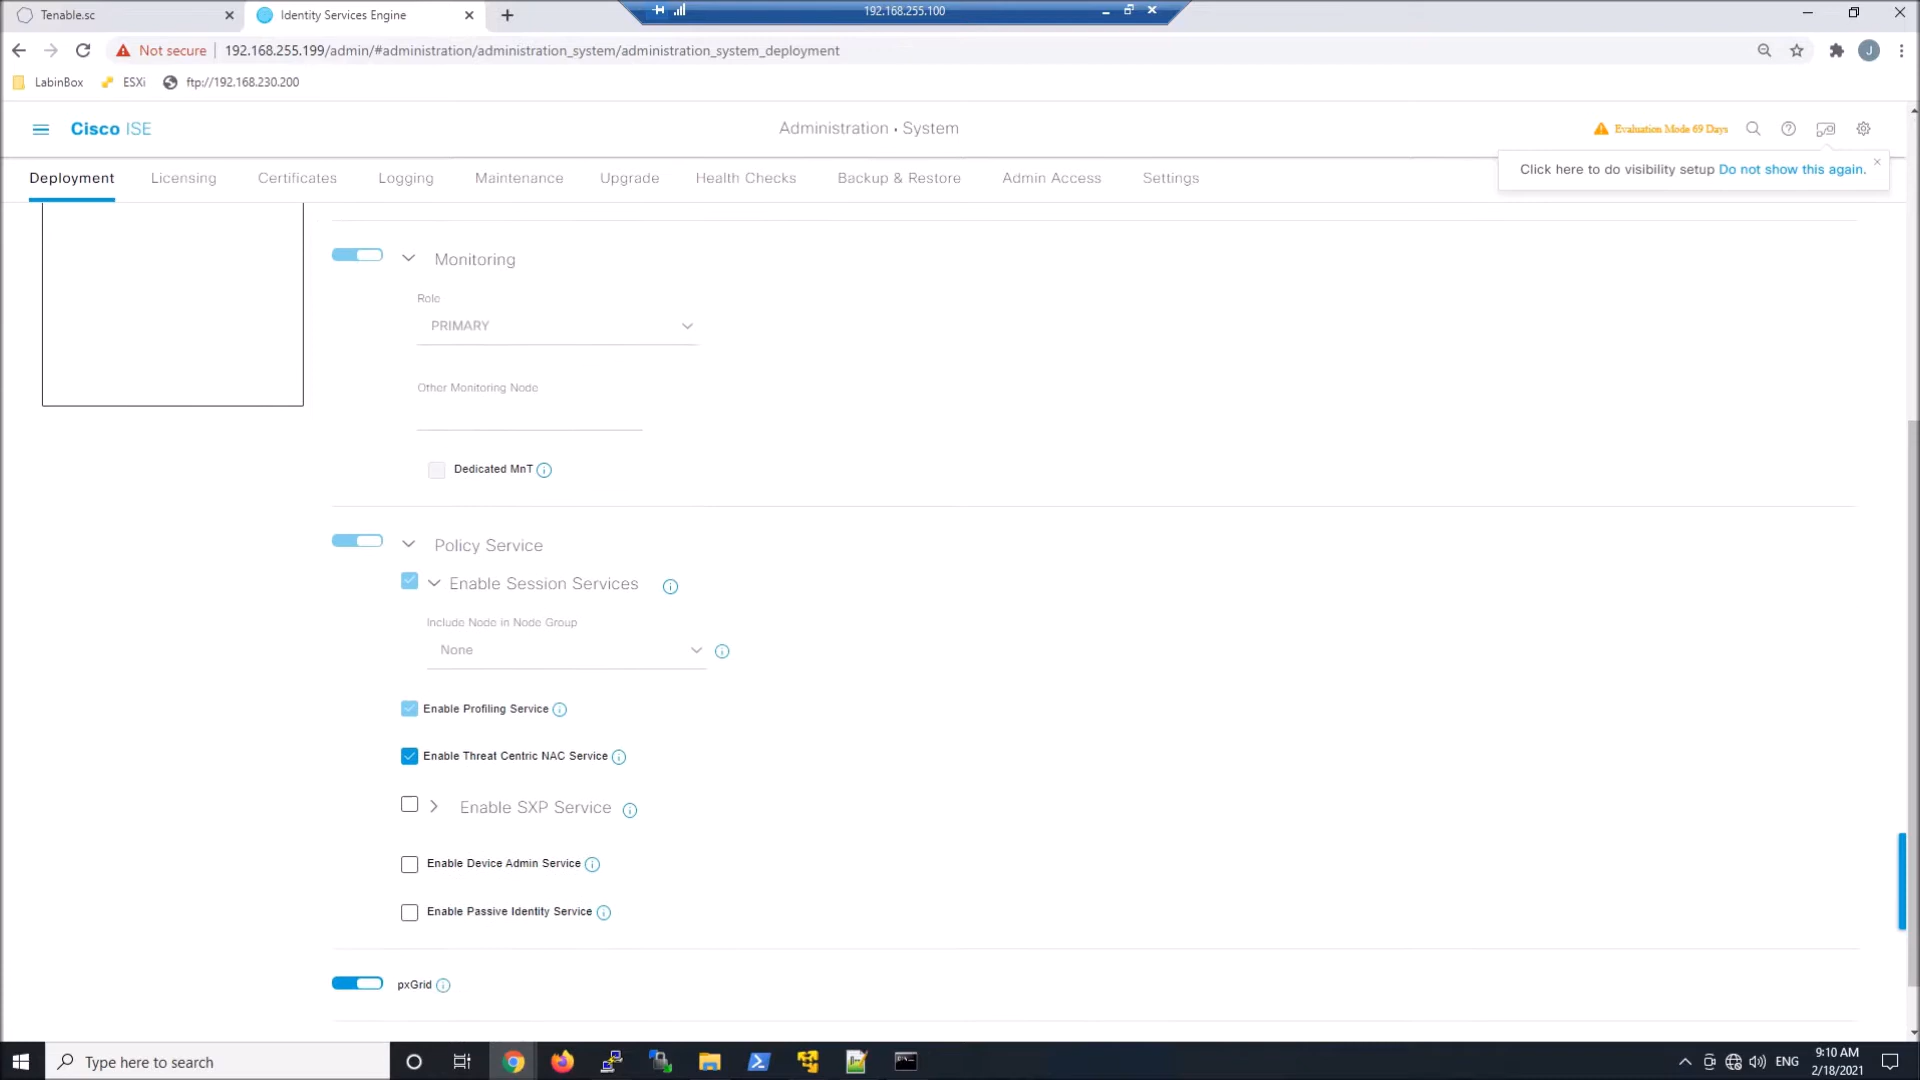 Tenable.sc
Identity Services Engine
192.168.255.100
Not secure
192.168.255.199/admin/#administration/administration_system/administration_system_deployment
J
LabinBox
ESXi
ftp://192.168.230.200
Cisco ISE
Administration • System
Evaluation Mode 69 Days
Deployment
Licensing
Certificates
Logging
Maintenance
Upgrade
Health Checks
Backup & Restore
Admin Access
Settings
Click here to do visibility setup Do not show this again.
Monitoring
Role
PRIMARY
Other Monitoring Node
Dedicated MnT
Policy Service
Enable Session Services
Include Node in Node Group
None
Enable Profiling Service
Enable Threat Centric NAC Service
Enable SXP Service
Enable Device Admin Service
Enable Passive Identity Service
pxGrid
Type here to search
ENG
9:10 AM
2/18/2021